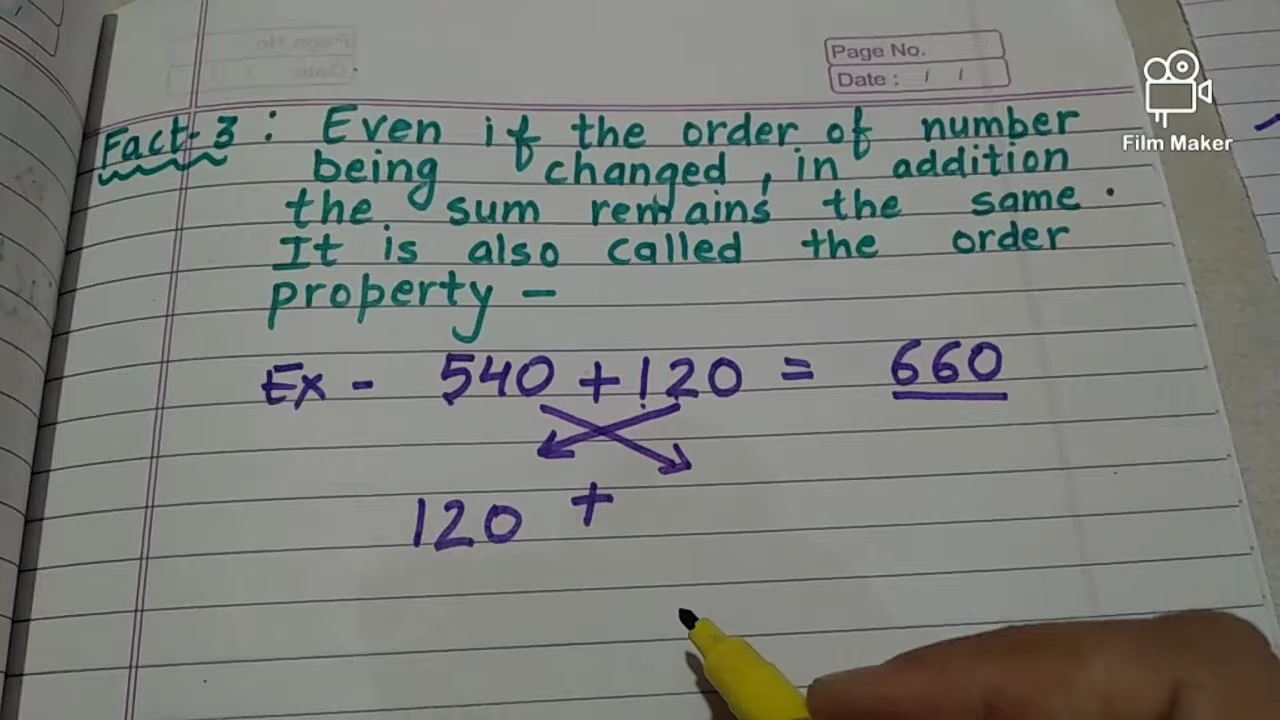 Page No.
Date : / /
Film Maker
Fact-3 : Even if the order of number
being changed, in addition
the sum remains the same.
It is also called the order
property -
Ex - 540 + 120 = 660
120 +